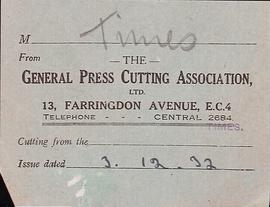 M Times
From
— THE —
GENERAL PRESS CUTTING ASSOCIATION,
LTD.
13, FARRINGDON AVENUE, E.C.4
TELEPHONE - - - CENTRAL 2684.
TIMES.
Cutting from the
Issue dated 3. 12. 32